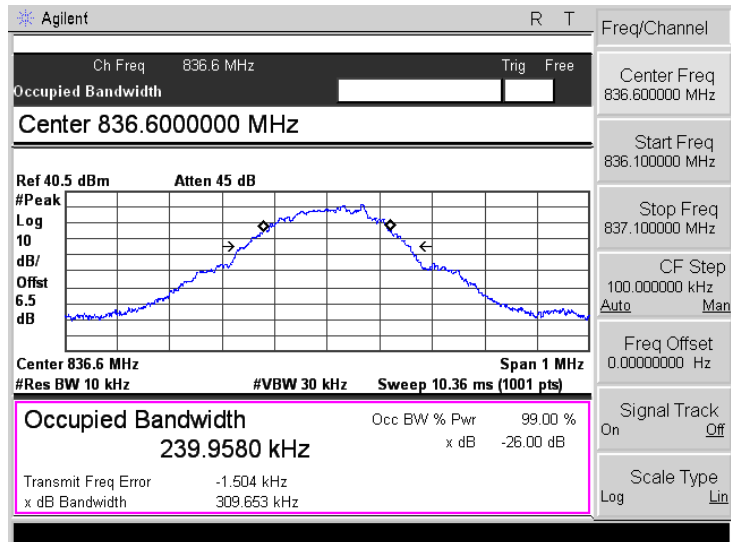 Agilent
R T
Ch Freq 836.6 MHz Trig Free
Occupied Bandwidth
Center 836.6000000 MHz
Ref 40.5 dBm Atten 45 dB
#Peak
Log
10
dB/
Offst
6.5
dB
Center 836.6 MHz Span 1 MHz
#Res BW 10 kHz #VBW 30 kHz Sweep 10.36 ms (1001 pts)
Occupied Bandwidth
239.9580 kHz
Occ BW % Pwr 99.00 %
x dB -26.00 dB
Transmit Freq Error -1.504 kHz
x dB Bandwidth 309.653 kHz
Freq/Channel
Center Freq
836.600000 MHz
Start Freq
836.100000 MHz
Stop Freq
837.100000 MHz
CF Step
100.000000 kHz
Auto Man
Freq Offset
0.00000000 Hz
Signal Track
On Off
Scale Type
Log Lin